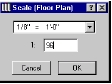 Scale (Floor Plan)
1/8" = 1'-0"
1: 96
Cancel OK